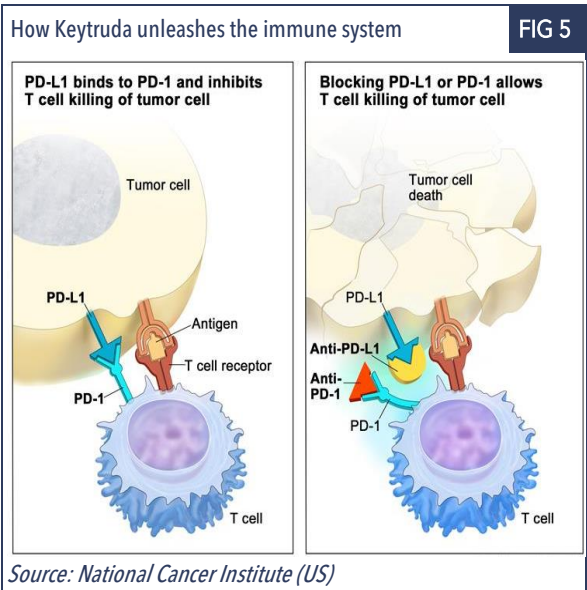 How Keytruda unleashes the immune system
FIG 5
PD-L1 binds to PD-1 and inhibits
T cell killing of tumor cell
Tumor cell
PD-L1
Antigen
T cell receptor
PD-1
T cell
Blocking PD-L1 or PD-1 allows
T cell killing of tumor cell
Tumor cell
death
PD-L1
Anti-PD-L1
Anti-
PD-1
PD-1
T cell
Source: National Cancer Institute (US)